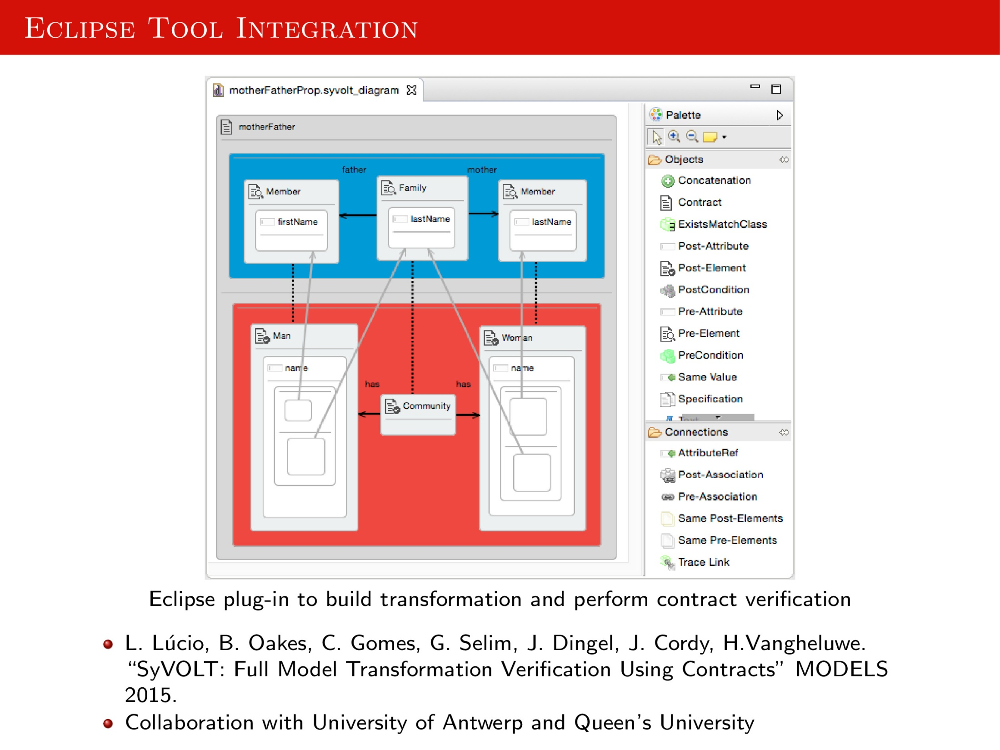 Eclipse Tool Integration
motherFatherProp.syvolt_diagram
motherFather
father
mother
Member
firstName
Family
lastName
Member
lastName
Man
name
has
has
Community
Woman
name
Palette
Objects
Concatenation
Contract
ExistsMatchClass
Post-Attribute
Post-Element
PostCondition
Pre-Attribute
Pre-Element
PreCondition
Same Value
Specification
Text
Connections
AttributeRef
Post-Association
Pre-Association
Same Post-Elements
Same Pre-Elements
Trace Link
Eclipse plug-in to build transformation and perform contract verification
L. Lúcio, B. Oakes, C. Gomes, G. Selim, J. Dingel, J. Cordy, H.Vangheluwe.
“SyVOLT: Full Model Transformation Verification Using Contracts” MODELS
2015.
Collaboration with University of Antwerp and Queen’s University